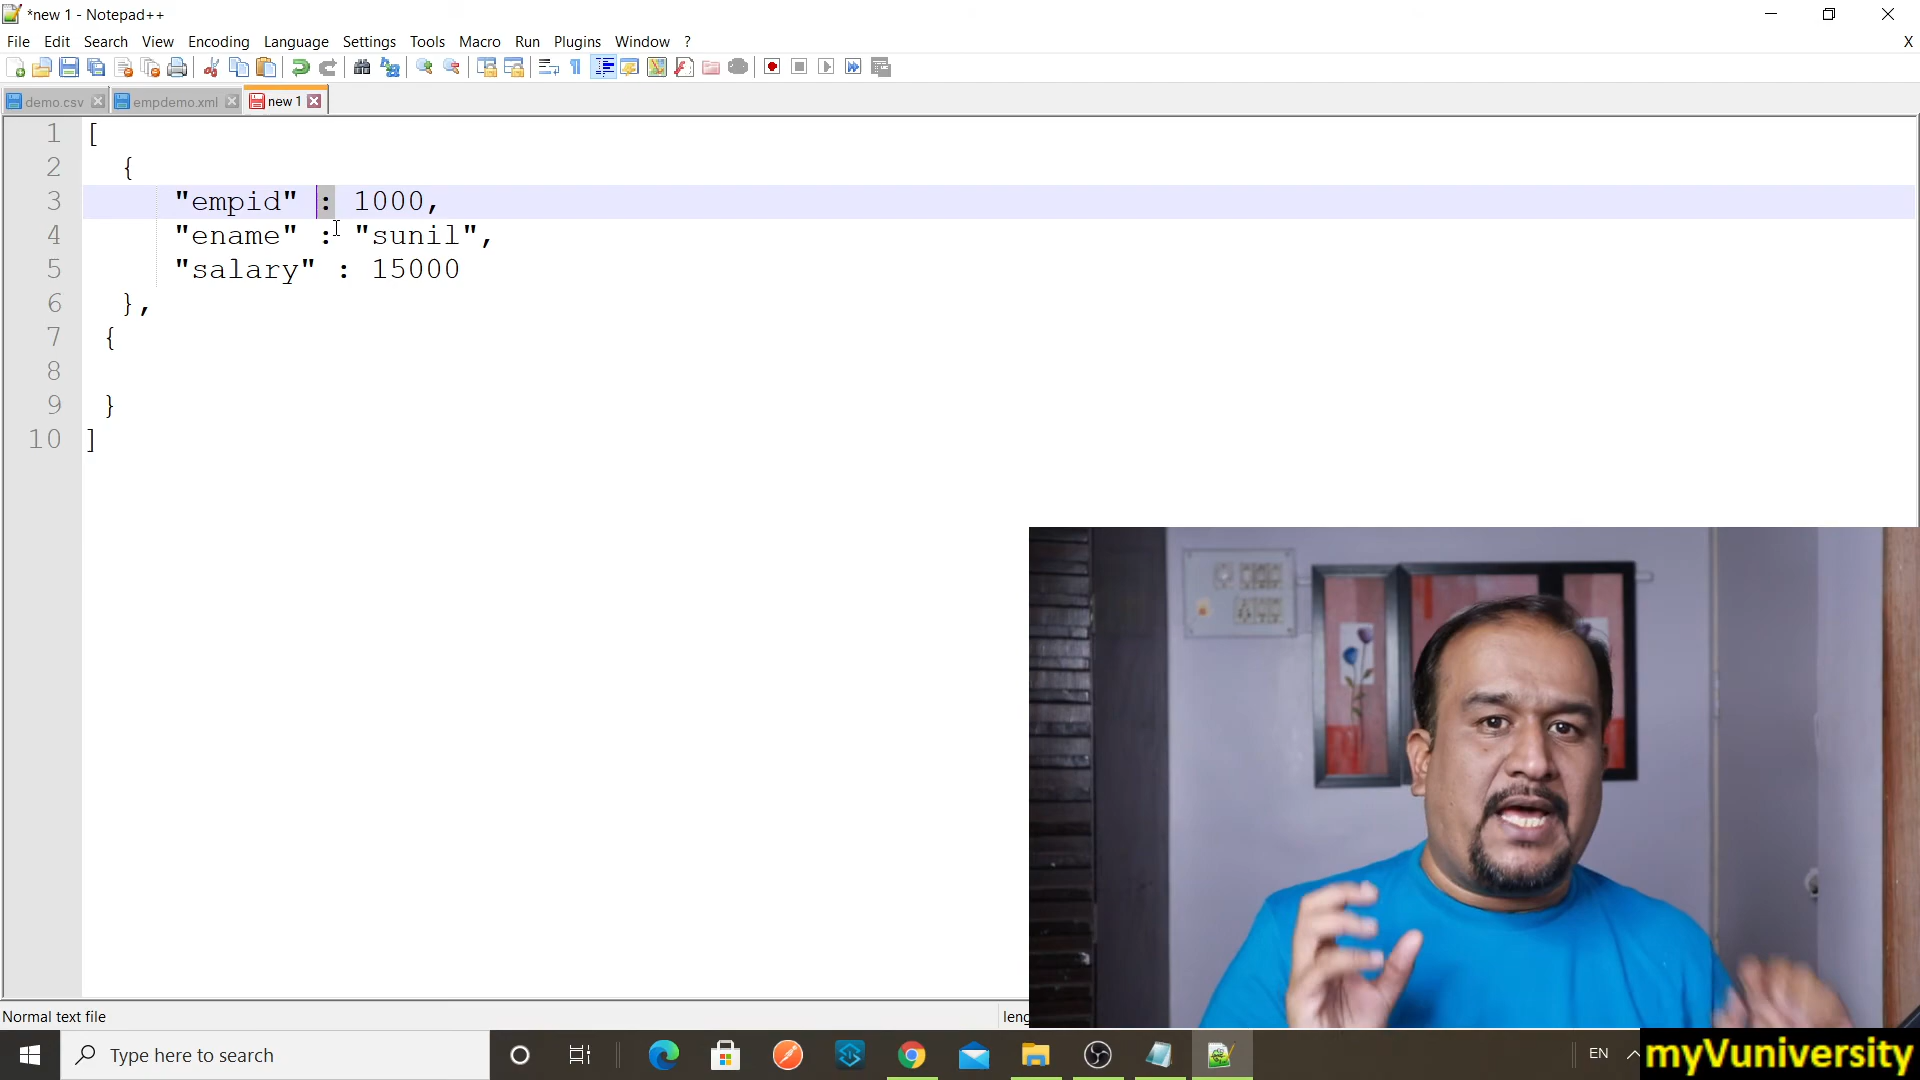 *new 1 - Notepad++
File Edit Search View Encoding Language Settings Tools Macro Run Plugins Window ? X
demo.csv empdemo.xml new 1
1 [
2 {
3 "empid" : 1000,
4 "ename" : "sunil",
5 "salary" : 15000
6 },
7 {
8
9 }
10 ]
Normal text file leng
Type here to search EN myVuniversity